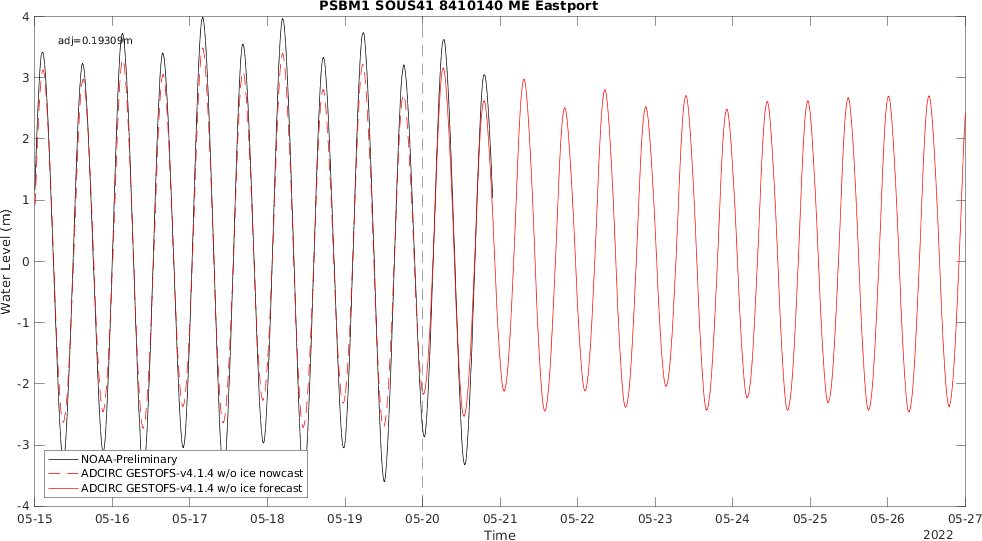 PSBM1 SOUS41 8410140 ME Eastport
adj=0.19309m
Water Level (m)
4
3
2
1
0
-1
-2
-3
-4
NOAA-Preliminary
ADCIRC GESTOFS-v4.1.4 w/o ice nowcast
ADCIRC GESTOFS-v4.1.4 w/o ice forecast
05-15 05-16 05-17 05-18 05-19 05-20 05-21 05-22 05-23 05-24 05-25 05-26 05-27
Time
2022